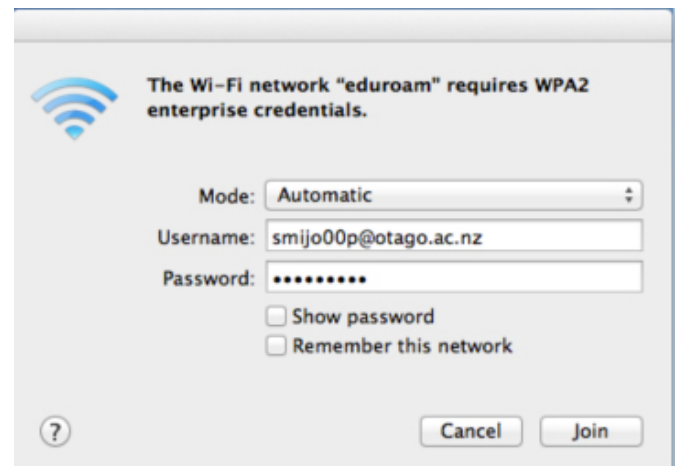 The Wi-Fi network “eduroam” requires WPA2
enterprise credentials.
Mode: Automatic
Username: smijo00p@otago.ac.nz
Password: •••••••••
Show password
Remember this network
? Cancel Join